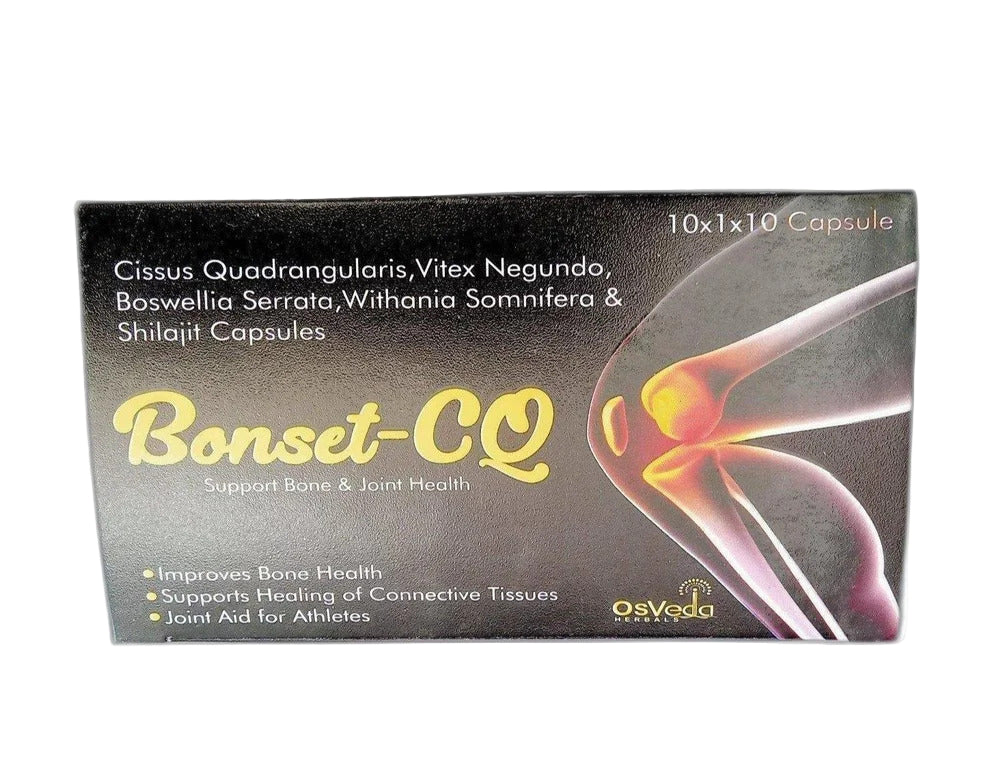 10x1x10 Capsule
Cissus Quadrangularis,Vitex Negundo,
Boswellia Serrata,Withania Somnifera &
Shilajit Capsules
Bonset-CQ
Support Bone & Joint Health
•Improves Bone Health
•Supports Healing of Connective Tissues
•Joint Aid for Athletes
OsVeda
HERBALS